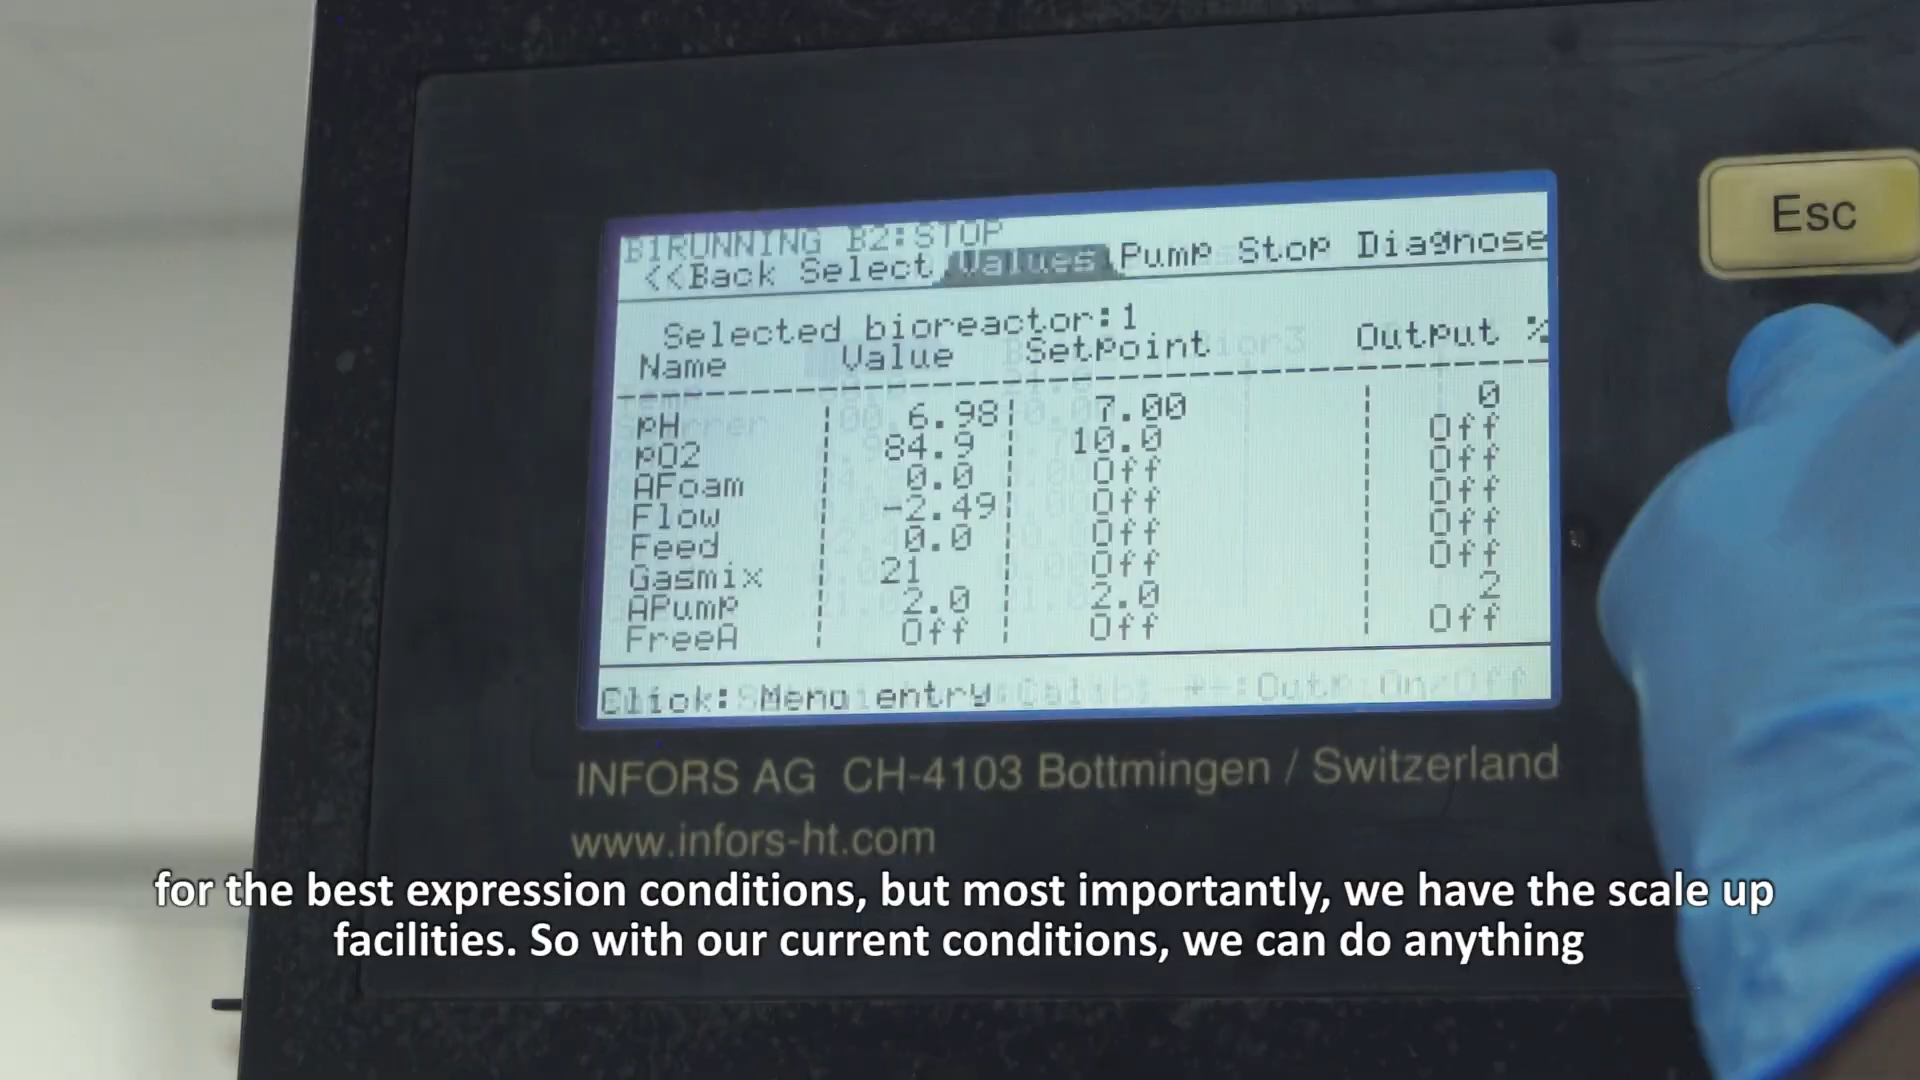 B1RUNNING B2:STOP
<<Back Select Values Pump Stop Diagnose
Selected bioreactor:1
Name Value Setpoint Output %
pH 6.98 7.00 0
pO2 84.9 10.0 Off
AFoam 0.0 Off Off
Flow -2.49 Off Off
Feed 0.0 Off Off
Gasmix 21 Off Off
APump 2.0 2.0 2
FreeA Off Off Off
Click: Menu entry
Esc
INFORS AG CH-4103 Bottmingen / Switzerland
www.infors-ht.com
for the best expression conditions, but most importantly, we have the scale up
facilities. So with our current conditions, we can do anything